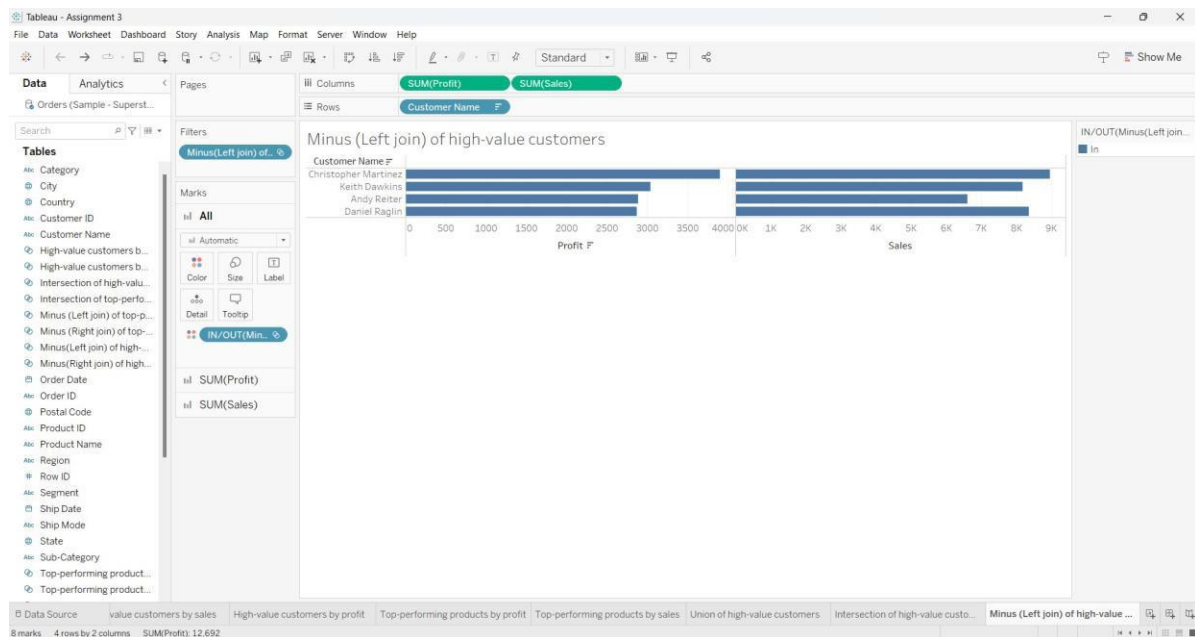 Tableau - Assignment 3
File Data Worksheet Dashboard Story Analysis Map Format Server Window Help
Standard
Show Me
Data Analytics
Pages
Columns SUM(Profit) SUM(Sales)
Orders (Sample - Superst...
Rows Customer Name
Search
Tables
Abc Category
City
Country
Abc Customer ID
Abc Customer Name
High-value customers b...
High-value customers b...
Intersection of high-valu...
Intersection of top-perfo...
Minus (Left join) of top-p...
Minus (Right join) of top-...
Minus(Left join) of high-...
Minus(Right join) of high...
Order Date
Abc Order ID
Postal Code
Abc Product ID
Abc Product Name
Abc Region
# Row ID
Abc Segment
Ship Date
Abc Ship Mode
State
Abc Sub-Category
Top-performing product...
Top-performing product...
Filters
Minus(Left join) of..
Marks
All
Automatic
Color Size Label
Detail Tooltip
IN/OUT(Min..
SUM(Profit)
SUM(Sales)
Minus (Left join) of high-value customers
Customer Name
Christopher Martinez
Keith Dawkins
Andy Reiter
Daniel Raglin
0 500 1000 1500 2000 2500 3000 3500 4000 0K 1K 2K 3K 4K 5K 6K 7K 8K 9K
Profit Sales
IN/OUT(Minus(Left join...
In
Data Source value customers by sales High-value customers by profit Top-performing products by profit Top-performing products by sales Union of high-value customers Intersection of high-value custo... Minus (Left join) of high-value ...
8 marks 4 rows by 2 columns SUM(Profit): 12,692